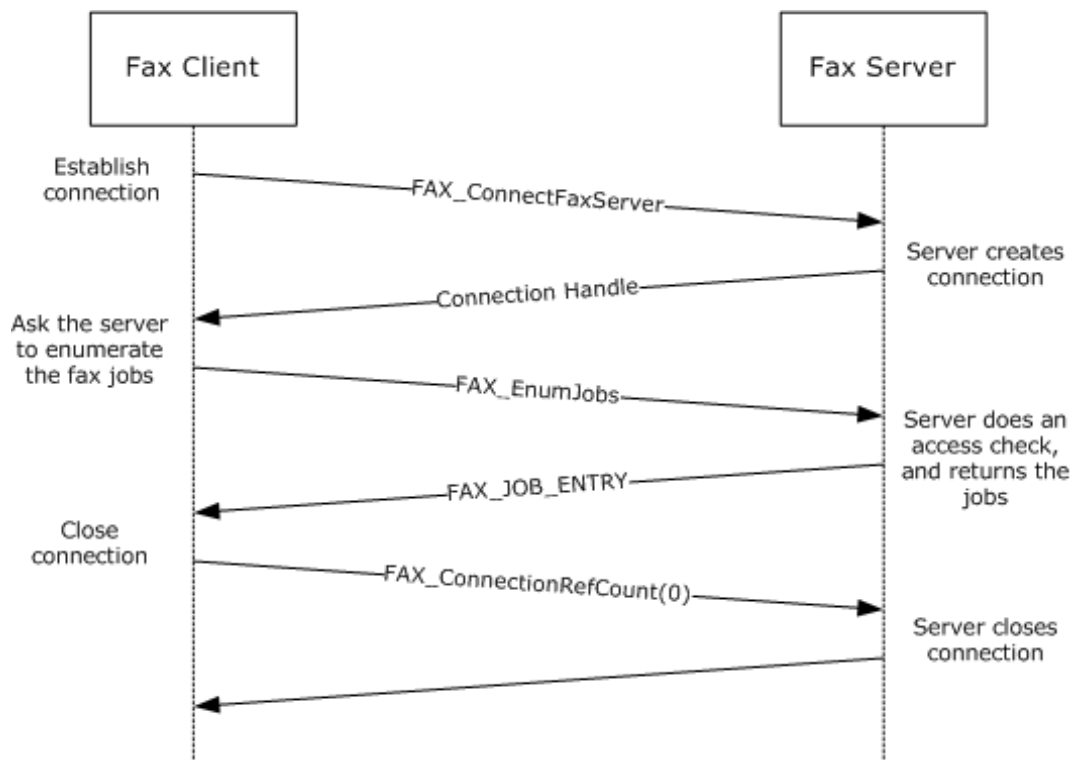 Fax Client
Fax Server
Establish
connection
FAX_ConnectFaxServer
Server creates
connection
Connection Handle
Ask the server
to enumerate
the fax jobs
FAX_EnumJobs
Server does an
access check,
and returns the
jobs
FAX_JOB_ENTRY
Close
connection
FAX_ConnectionRefCount(0)
Server closes
connection